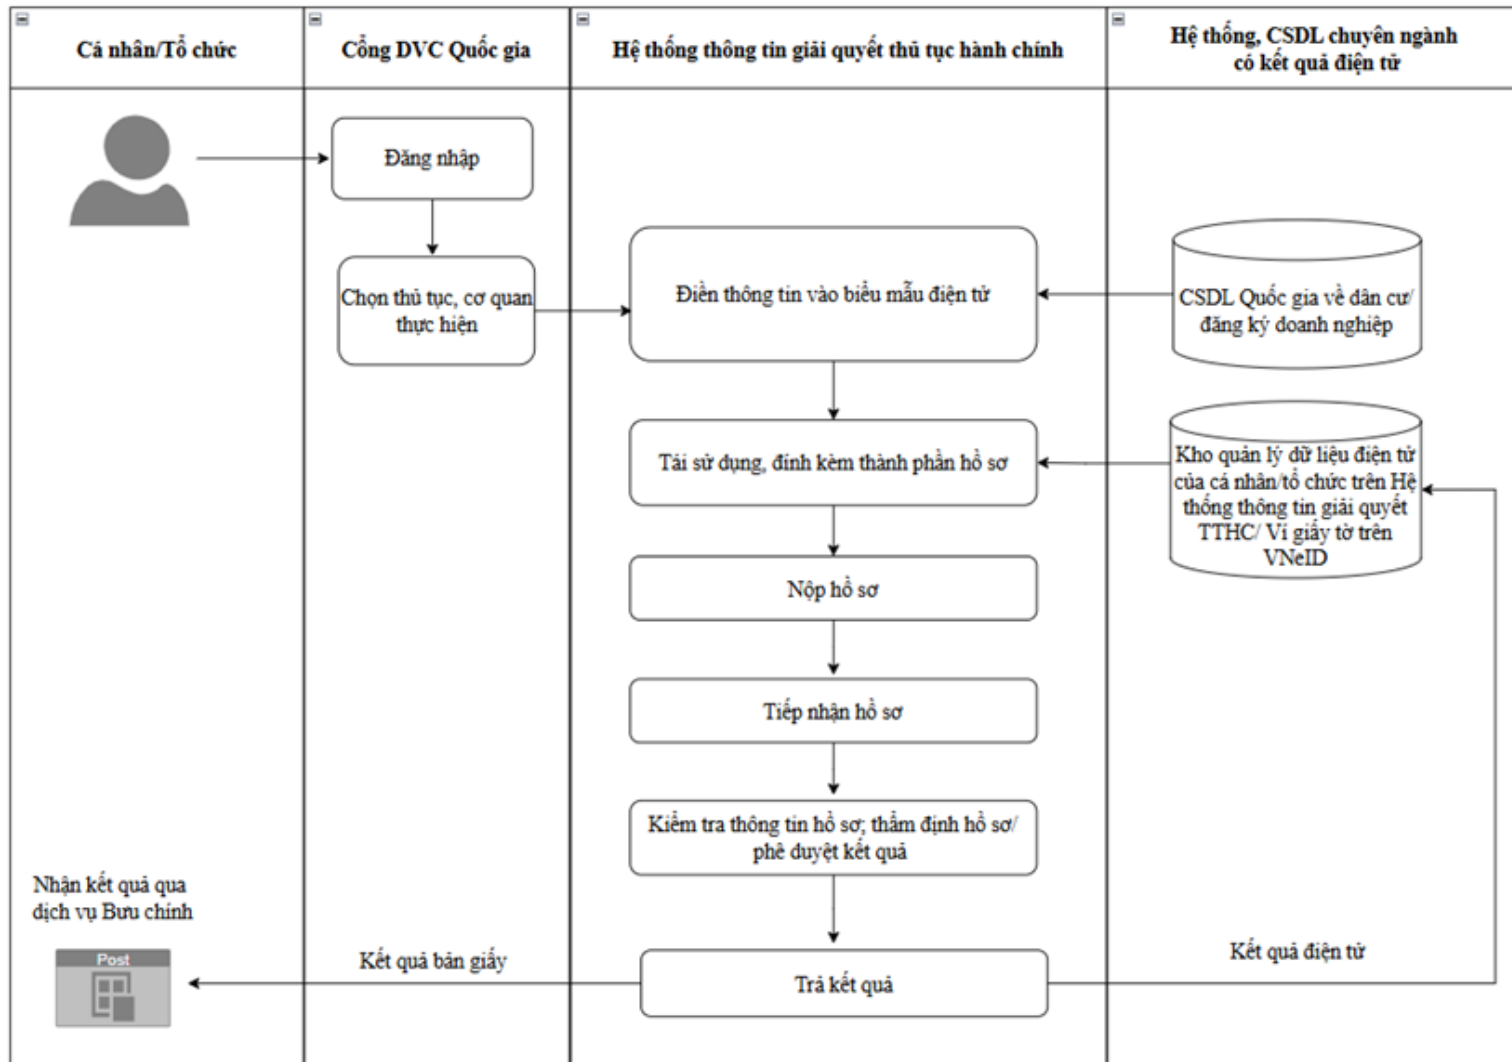 Cá nhân/Tổ chức
Cổng DVC Quốc gia
Hệ thống thông tin giải quyết thủ tục hành chính
Hệ thống, CSDL chuyên ngành
có kết quả điện tử
Đăng nhập
Chọn thủ tục, cơ quan
thực hiện
Điền thông tin vào biểu mẫu điện tử
CSDL Quốc gia về dân cư/
đăng ký doanh nghiệp
Tái sử dụng, đính kèm thành phần hồ sơ
Kho quản lý dữ liệu điện tử
của cá nhân/tổ chức trên Hệ
thống thông tin giải quyết
TTHC/ Ví giấy tờ trên
VNeID
Nộp hồ sơ
Tiếp nhận hồ sơ
Kiểm tra thông tin hồ sơ; thẩm định hồ sơ/
phê duyệt kết quả
Nhận kết quả qua
dịch vụ Bưu chính
Post
Kết quả bản giấy
Trả kết quả
Kết quả điện tử